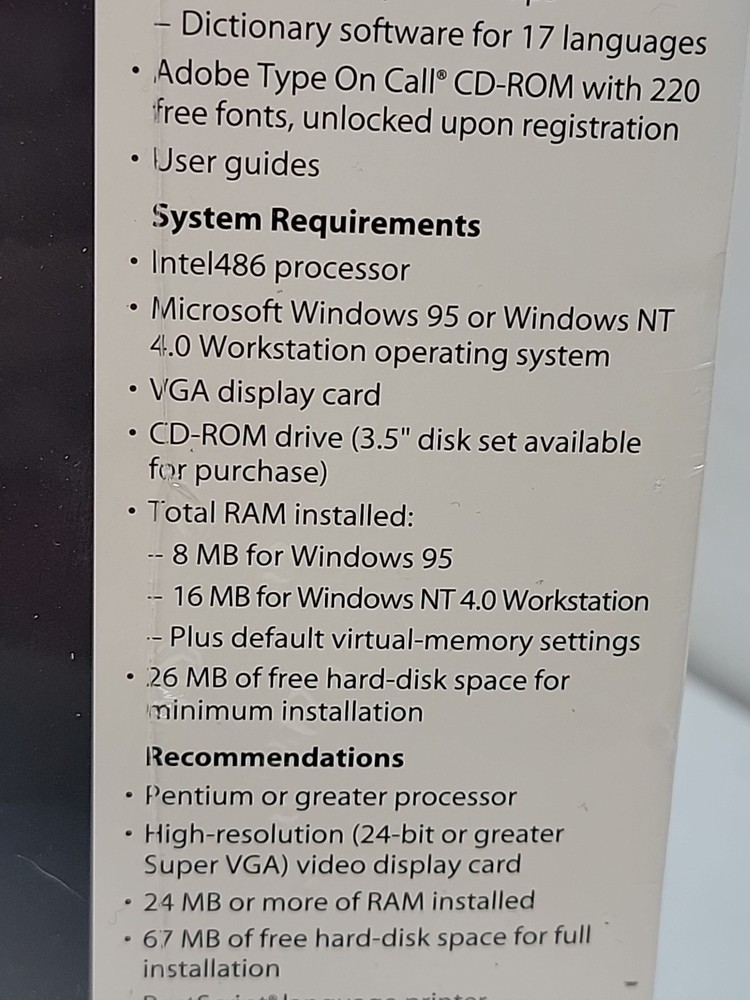 – Dictionary software for 17 languages
• Adobe Type On Call® CD-ROM with 220
free fonts, unlocked upon registration
• User guides
System Requirements
• Intel486 processor
• Microsoft Windows 95 or Windows NT
4.0 Workstation operating system
• VGA display card
• CD-ROM drive (3.5" disk set available
for purchase)
• Total RAM installed:
– 8 MB for Windows 95
– 16 MB for Windows NT 4.0 Workstation
– Plus default virtual-memory settings
• 26 MB of free hard-disk space for
minimum installation
Recommendations
• Pentium or greater processor
• High-resolution (24-bit or greater
Super VGA) video display card
• 24 MB or more of RAM installed
• 67 MB of free hard-disk space for full
installation
• PostScript® language printer